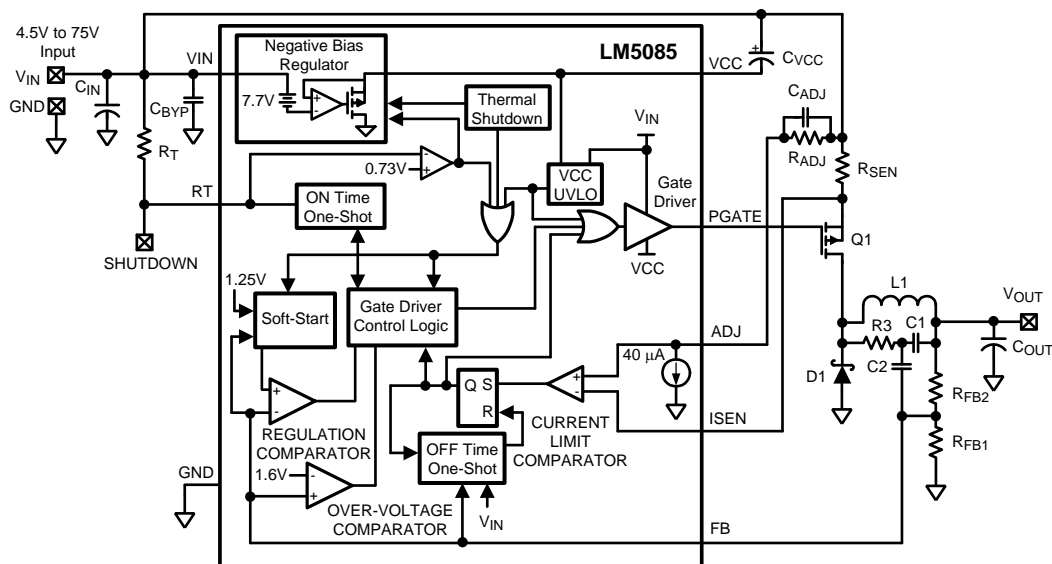 4.5V to 75V
Input
VIN
GND
CIN
CBYP
RT
SHUTDOWN
VIN
RT
GND
Negative Bias
Regulator
7.7V
LM5085
Thermal
Shutdown
0.73V
ON Time
One-Shot
VCC
UVLO
VIN
Gate
Driver
VCC
1.25V
Soft-Start
Gate Driver
Control Logic
REGULATION
COMPARATOR
1.6V
OVER-VOLTAGE
COMPARATOR
Q S
R
OFF Time
One-Shot
VIN
CURRENT
LIMIT
COMPARATOR
40 μA
+
-
VCC
PGATE
ADJ
ISEN
FB
CVCC
CADJ
RADJ
RSEN
Q1
L1
R3
C1
C2
D1
RFB2
RFB1
VOUT
COUT